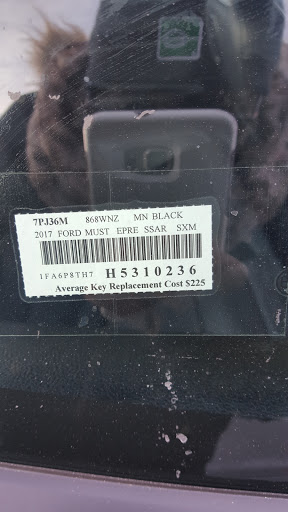 7PJ36M 868WNZ MN BLACK
2017 FORD MUST EPRE SSAR SXM
1FA6P8TH7 H5310236
Average Key Replacement Cost $225